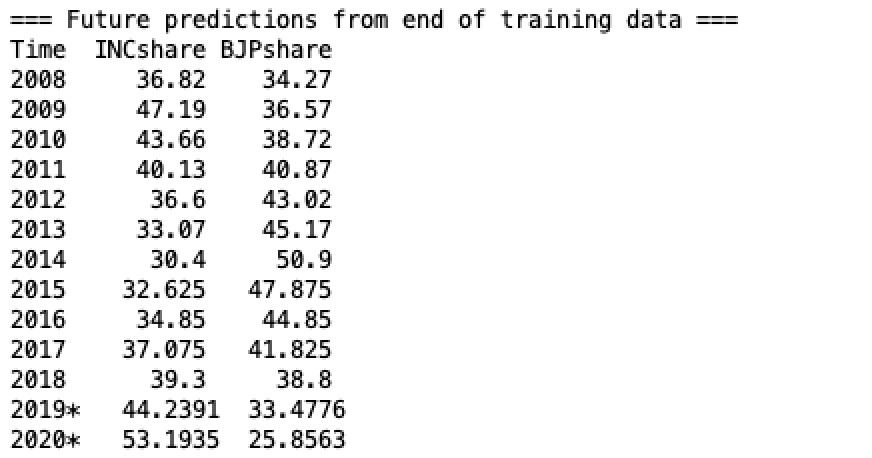 === Future predictions from end of training data ===
Time INCshare BJPshare
2008 36.82 34.27
2009 47.19 36.57
2010 43.66 38.72
2011 40.13 40.87
2012 36.6 43.02
2013 33.07 45.17
2014 30.4 50.9
2015 32.625 47.875
2016 34.85 44.85
2017 37.075 41.825
2018 39.3 38.8
2019* 44.2391 33.4776
2020* 53.1935 25.8563